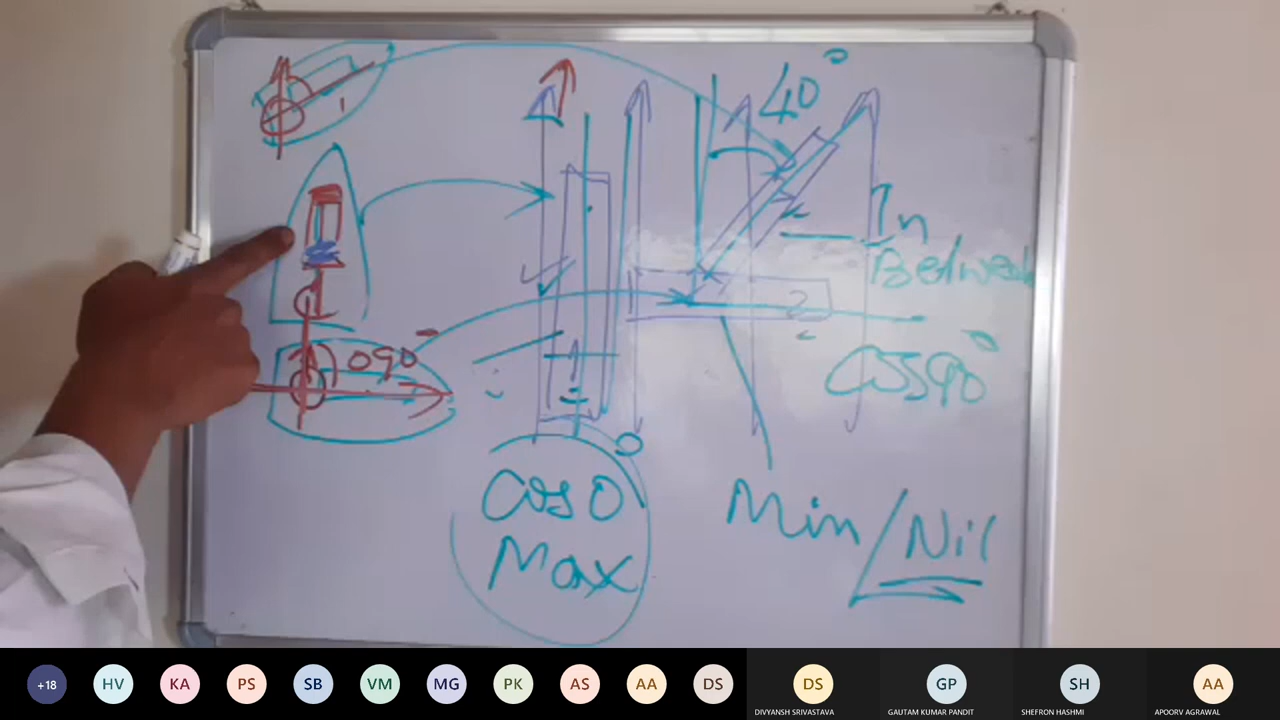 40°
In
Between
090
Cos90°
Cos 0°
Max
Min/Nil
+18
HV
KA
PS
SB
VM
MG
PK
AS
AA
DS
DS
GP
SH
AA
DIVYANSH SRIVASTAVA
GAUTAM KUMAR PANDIT
SHEFRON HASHMI
APOORV AGRAWAL